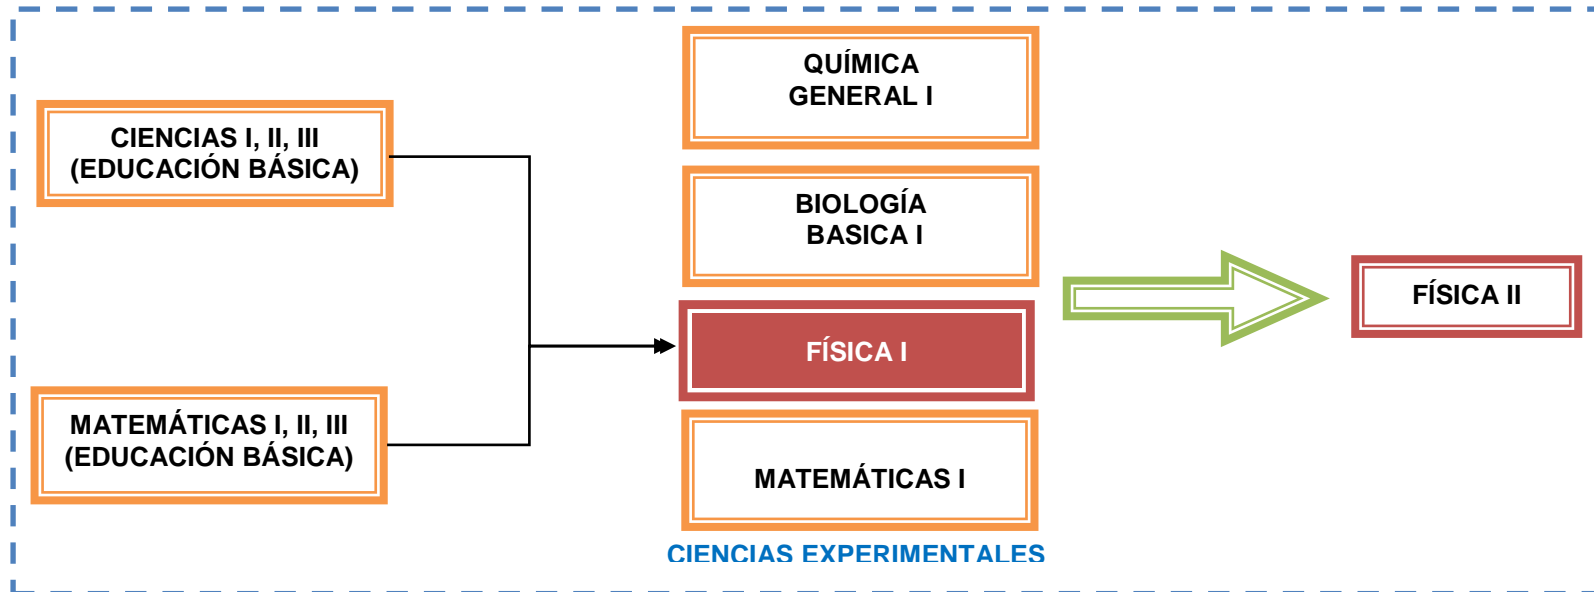 CIENCIAS I, II, III
(EDUCACIÓN BÁSICA)
MATEMÁTICAS I, II, III
(EDUCACIÓN BÁSICA)
QUÍMICA
GENERAL I
BIOLOGÍA
BASICA I
FÍSICA I
MATEMÁTICAS I
CIENCIAS EXPERIMENTALES
FÍSICA II